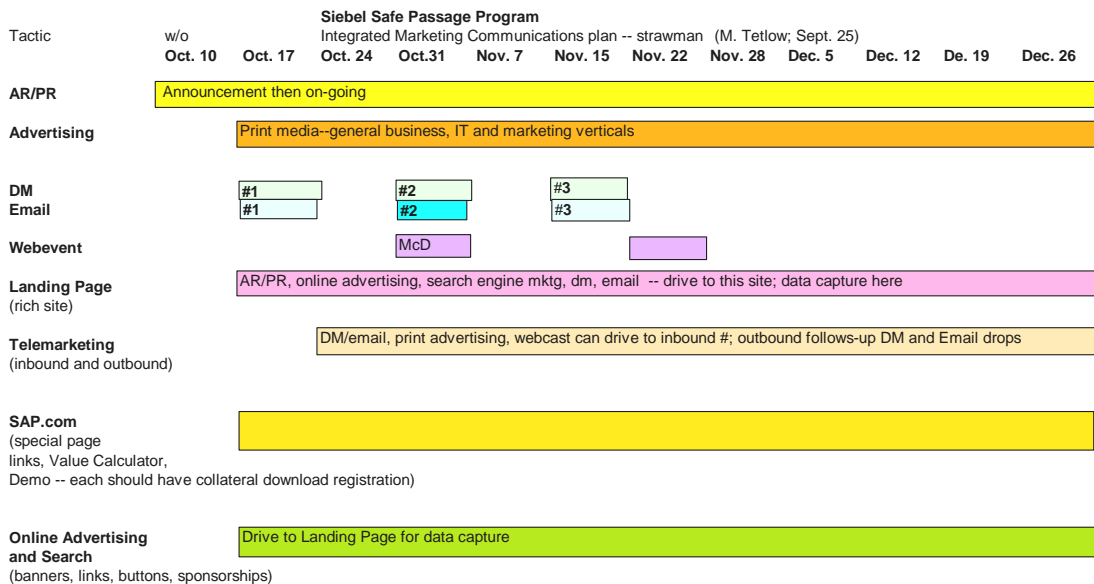 Siebel Safe Passage Program
Tactic w/o Integrated Marketing Communications plan -- strawman (M. Tetlow; Sept. 25)
Oct. 10 Oct. 17 Oct. 24 Oct.31 Nov. 7 Nov. 15 Nov. 22 Nov. 28 Dec. 5 Dec. 12 De. 19 Dec. 26
AR/PR Announcement then on-going
Advertising Print media--general business, IT and marketing verticals
DM #1 #2 #3
Email #1 #2 #3
Webevent McD
Landing Page AR/PR, online advertising, search engine mktg, dm, email -- drive to this site; data capture here
(rich site)
Telemarketing DM/email, print advertising, webcast can drive to inbound #; outbound follows-up DM and Email drops
(inbound and outbound)
SAP.com
(special page
links, Value Calculator,
Demo -- each should have collateral download registration)
Online Advertising Drive to Landing Page for data capture
and Search
(banners, links, buttons, sponsorships)